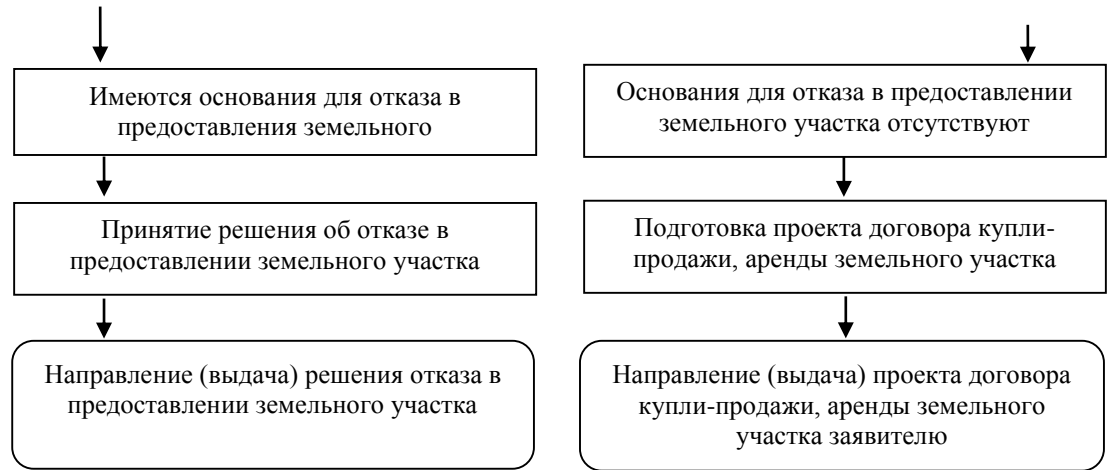 Имеются основания для отказа в
предоставления земельного
Основания для отказа в предоставлении
земельного участка отсутствуют
Принятие решения об отказе в
предоставлении земельного участка
Подготовка проекта договора купли-
продажи, аренды земельного участка
Направление (выдача) решения отказа в
предоставлении земельного участка
Направление (выдача) проекта договора
купли-продажи, аренды земельного
участка заявителю